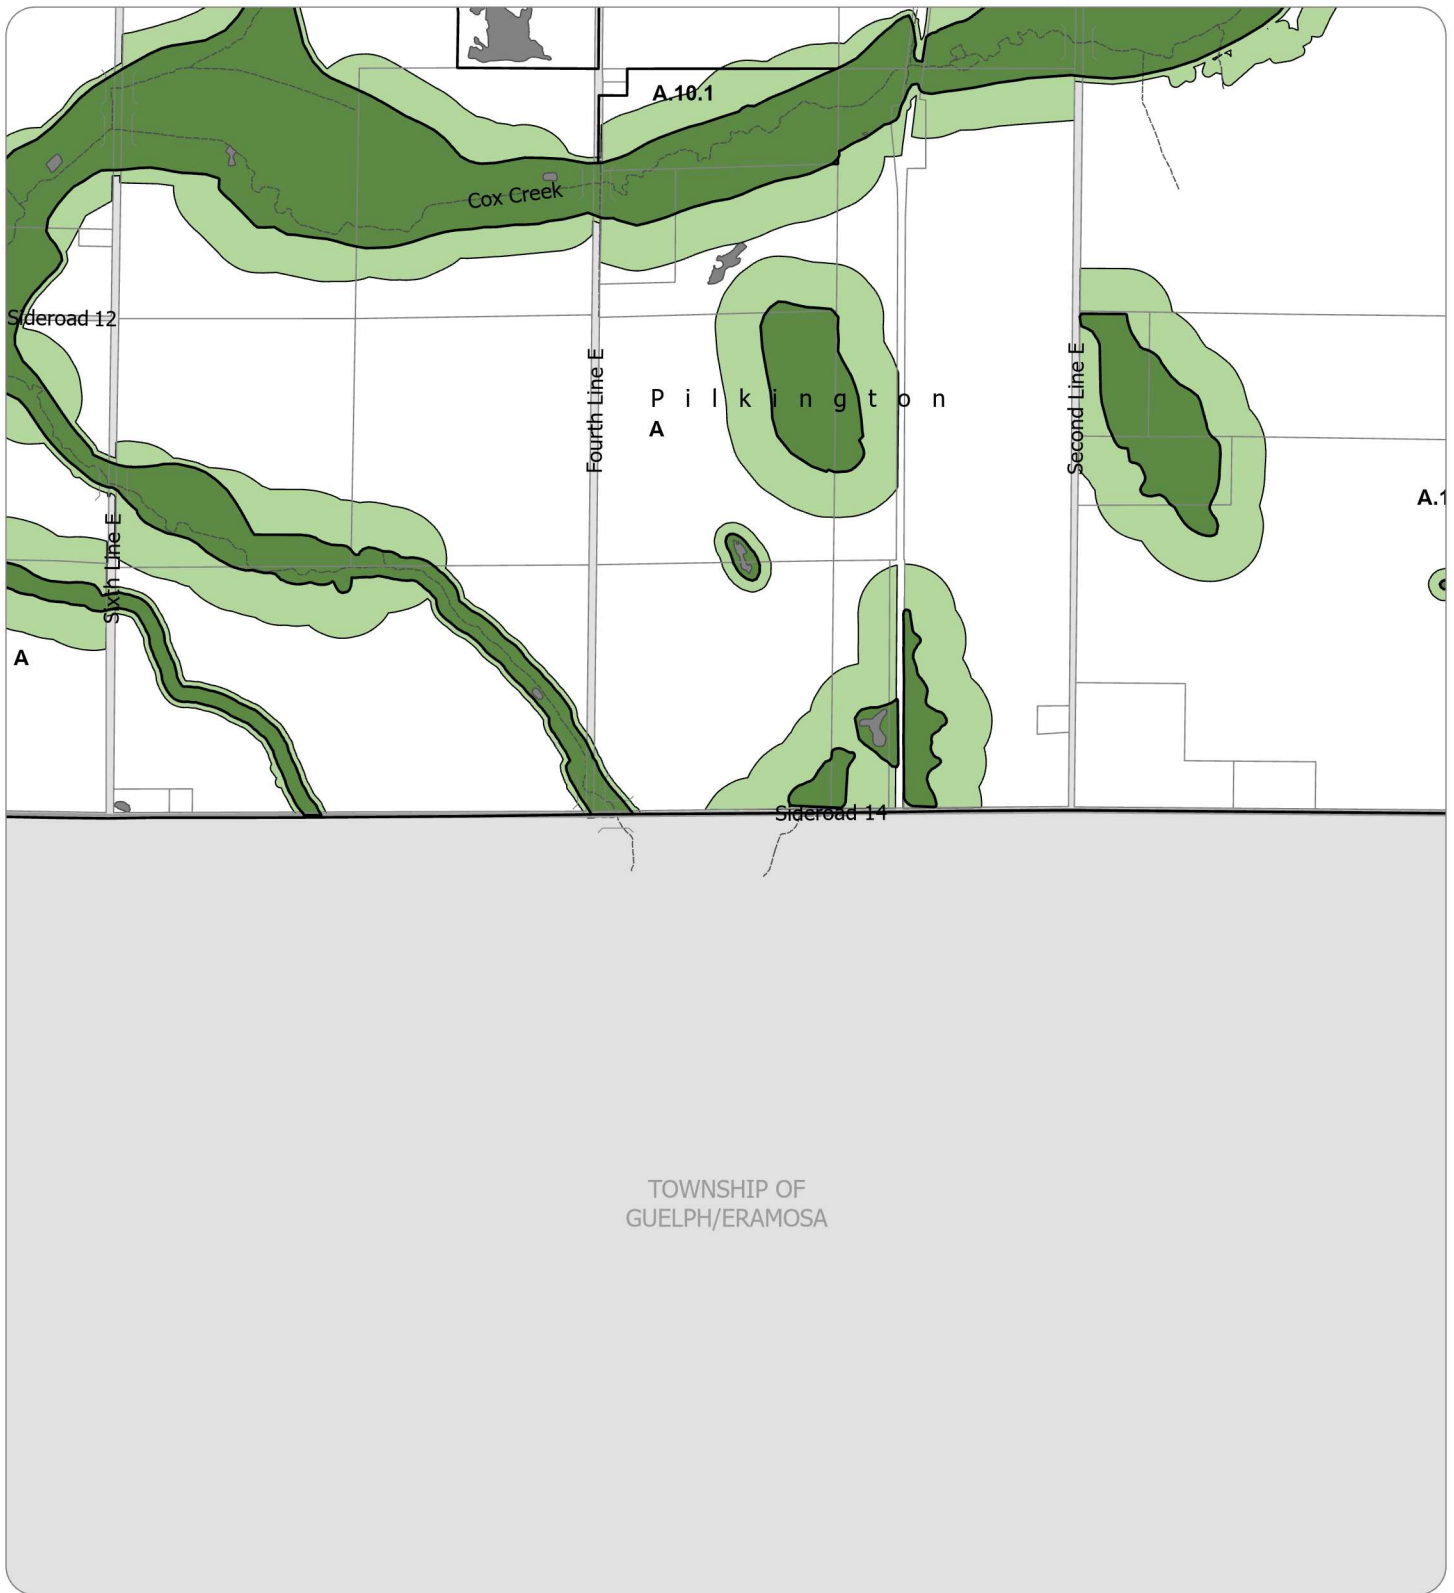 A.10.1
Cox Creek
Sideroad 12
Fourth Line E
Second Line E
Pilkington
A
Sixth Line E
A
Sideroad 14
TOWNSHIP OF
GUELPH/ERAMOSA